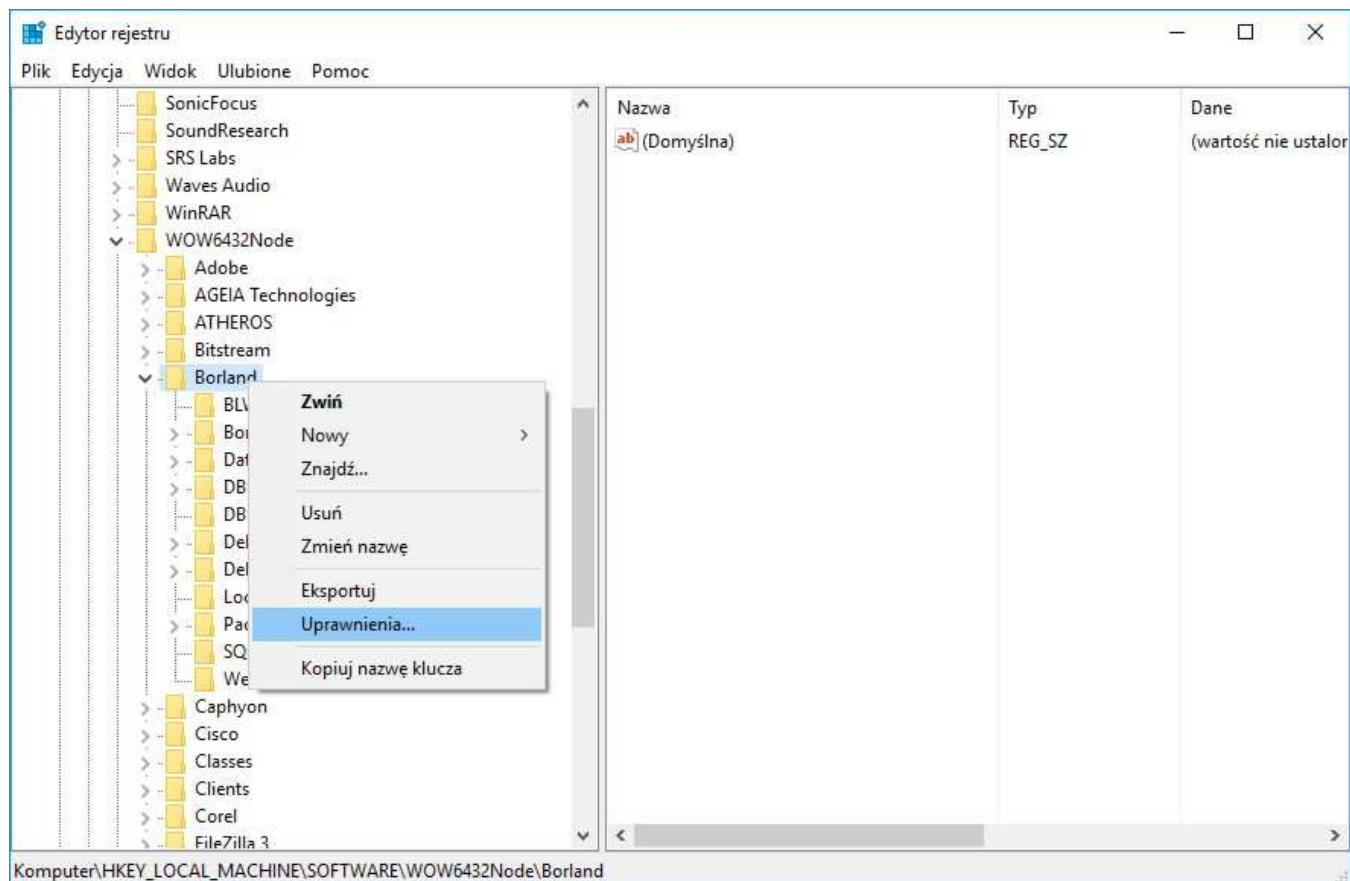 Edytor rejestru
Plik Edycja Widok Ulubione Pomoc
SonicFocus
SoundResearch
SRS Labs
Waves Audio
WinRAR
WOW6432Node
Adobe
AGEIA Technologies
ATHEROS
Bitstream
Borland
Zwiń
Nowy
Znajdź...
Usuń
Zmień nazwę
Eksportuj
Uprawnienia...
Kopiuj nazwę klucza
Caphyon
Cisco
Classes
Clients
Corel
FileZilla 3
Nazwa Typ Dane
(Domyślna) REG_SZ (wartość nie
Komputer\HKEY_LOCAL_MACHINE\SOFTWARE\WOW6432Node\Borland